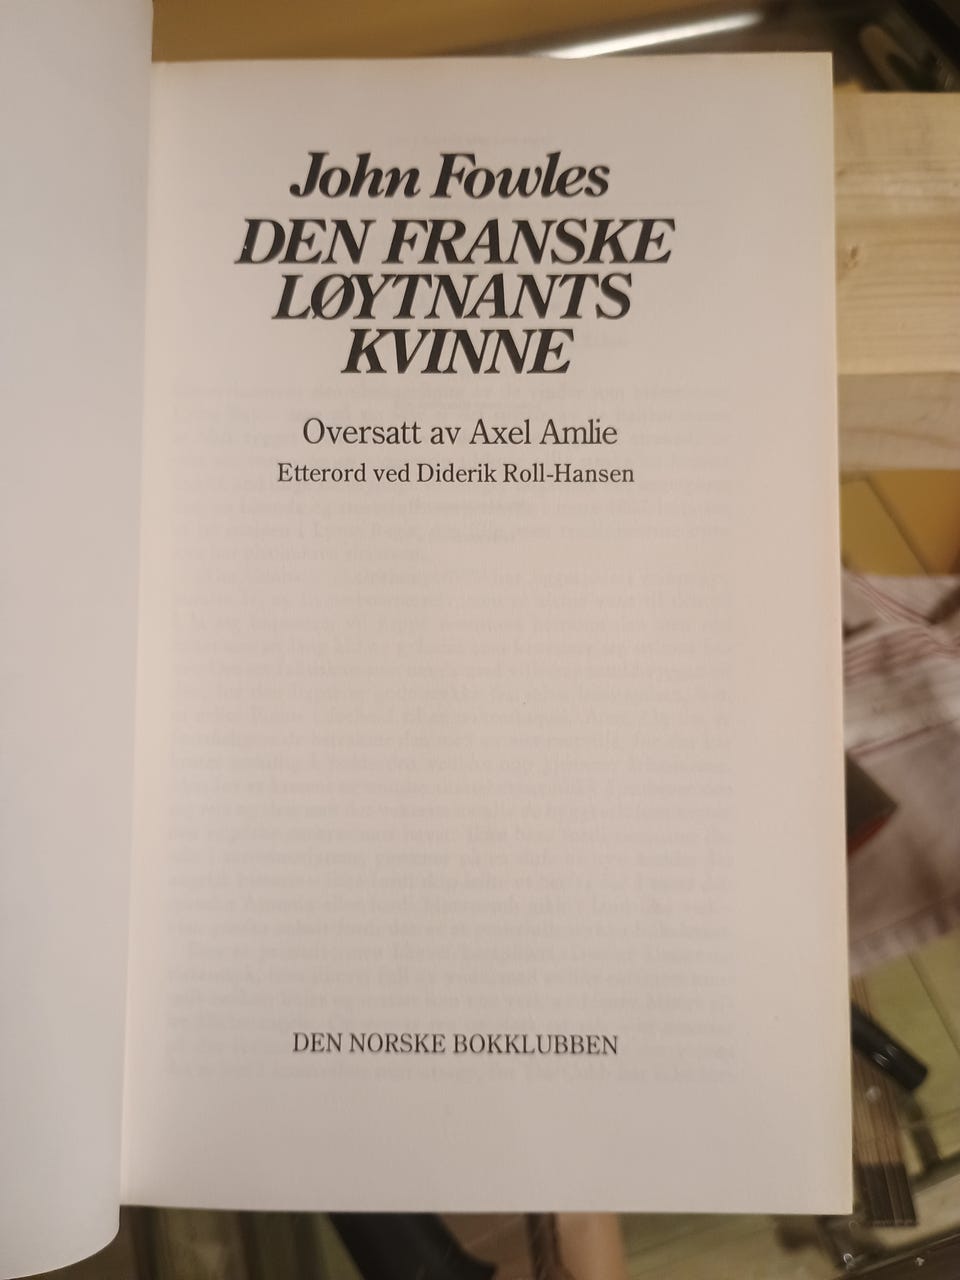 John Fowles
DEN FRANSKE
LØYTNANTS
KVINNE
Oversatt av Axel Amlie
Etterord ved Diderik Roll-Hansen
DEN NORSKE BOKKLUBBEN